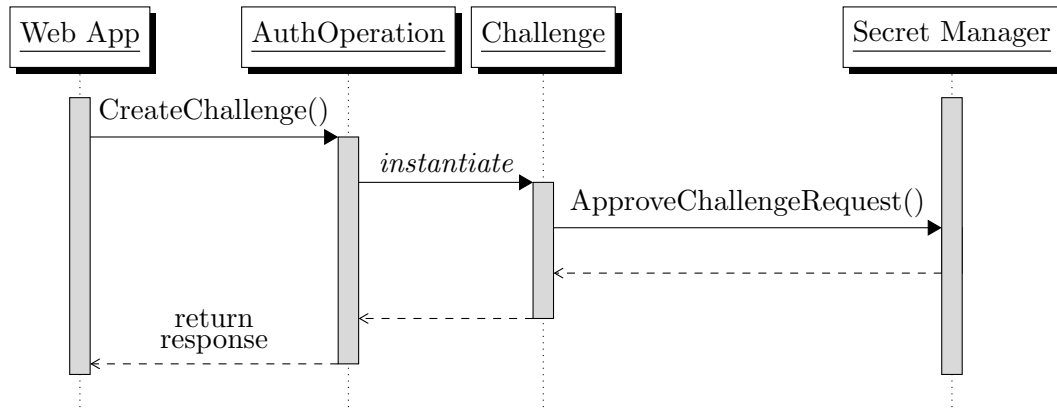 Web App
AuthOperation
Challenge
Secret Manager
CreateChallenge()
instantiate
ApproveChallengeRequest()
return
response